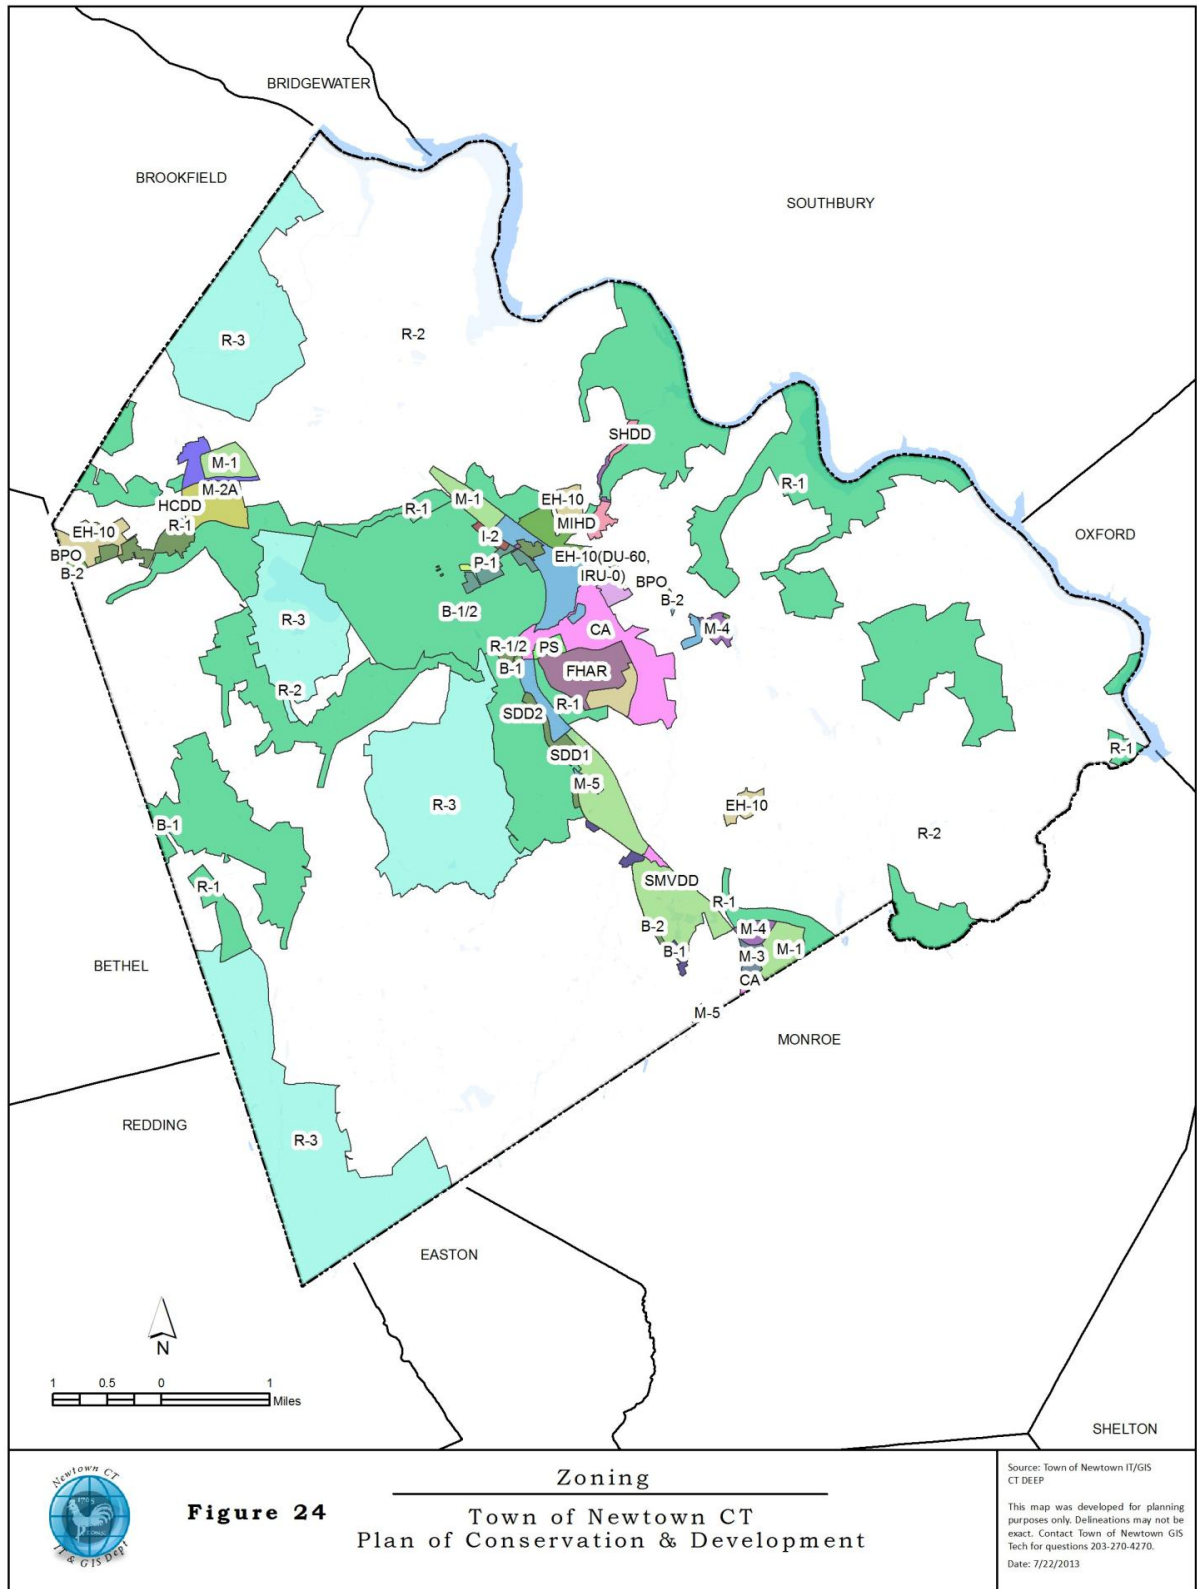 BRIDGEWATER
BROOKFIELD
SOUTHBURY
R-3
R-2
SHDD
M-1
M-2A
R-1
EH-10
M-1
R-1
HCDD
R-1
MIHD
EH-10
I-2
OXFORD
BPO
P-1
EH-10(DU-60,
IRU-0)
BPO
B-2
B-2
B-1/2
R-3
CA
M-4
R-1/2
PS
B-1
FHAR
R-2
R-1
SDD2
R-1
SDD1
M-5
R-3
EH-10
B-1
R-2
SMVDD
R-1
R-1
B-2
M-4
B-1
M-3
M-1
BETHEL
CA
M-5
MONROE
REDDING
R-3
EASTON
N
1 0.5 0 1
Miles
SHELTON
Newtown CT
1705
IT & GIS Dept
Figure 24
Zoning
Town of Newtown CT
Plan of Conservation & Development
Source: Town of Newtown IT/GIS
CT DEEP
This map was developed for planning
purposes only. Delineations may not be
exact. Contact Town of Newtown GIS
Tech for questions 203-270-4270.
Date: 7/22/2013